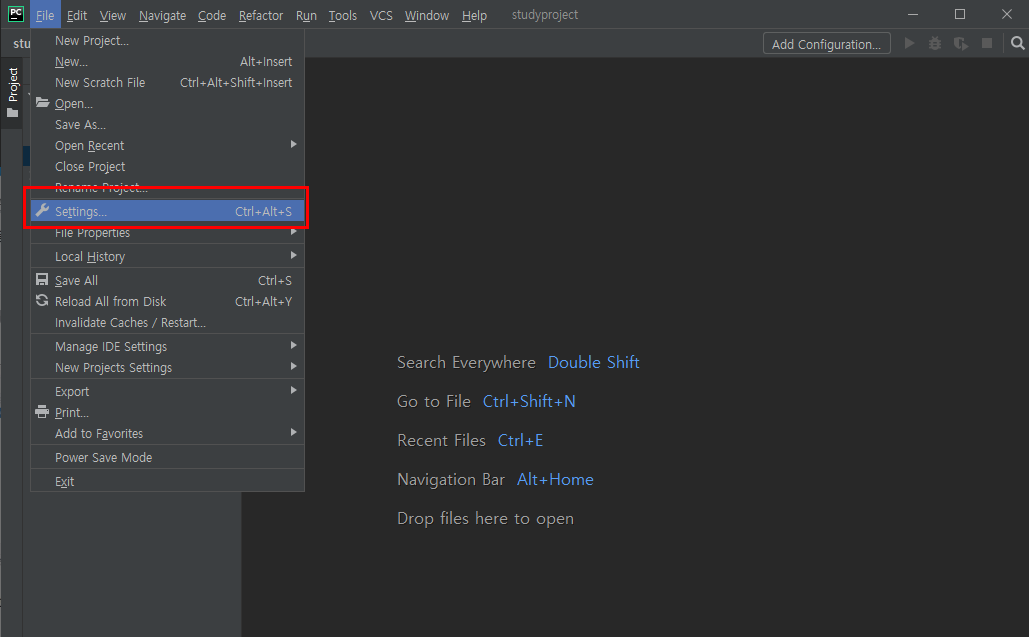 PC
File Edit View Navigate Code Refactor Run Tools VCS Window Help studyproject
stu
Add Configuration...
Project
New Project...
New... Alt+Insert
New Scratch File Ctrl+Alt+Shift+Insert
Open...
Save As...
Open Recent
Close Project
Rename Project...
Settings... Ctrl+Alt+S
File Properties
Local History
Save All Ctrl+S
Reload All from Disk Ctrl+Alt+Y
Invalidate Caches / Restart...
Manage IDE Settings
New Projects Settings
Export
Print...
Add to Favorites
Power Save Mode
Exit
Search Everywhere Double Shift
Go to File Ctrl+Shift+N
Recent Files Ctrl+E
Navigation Bar Alt+Home
Drop files here to open